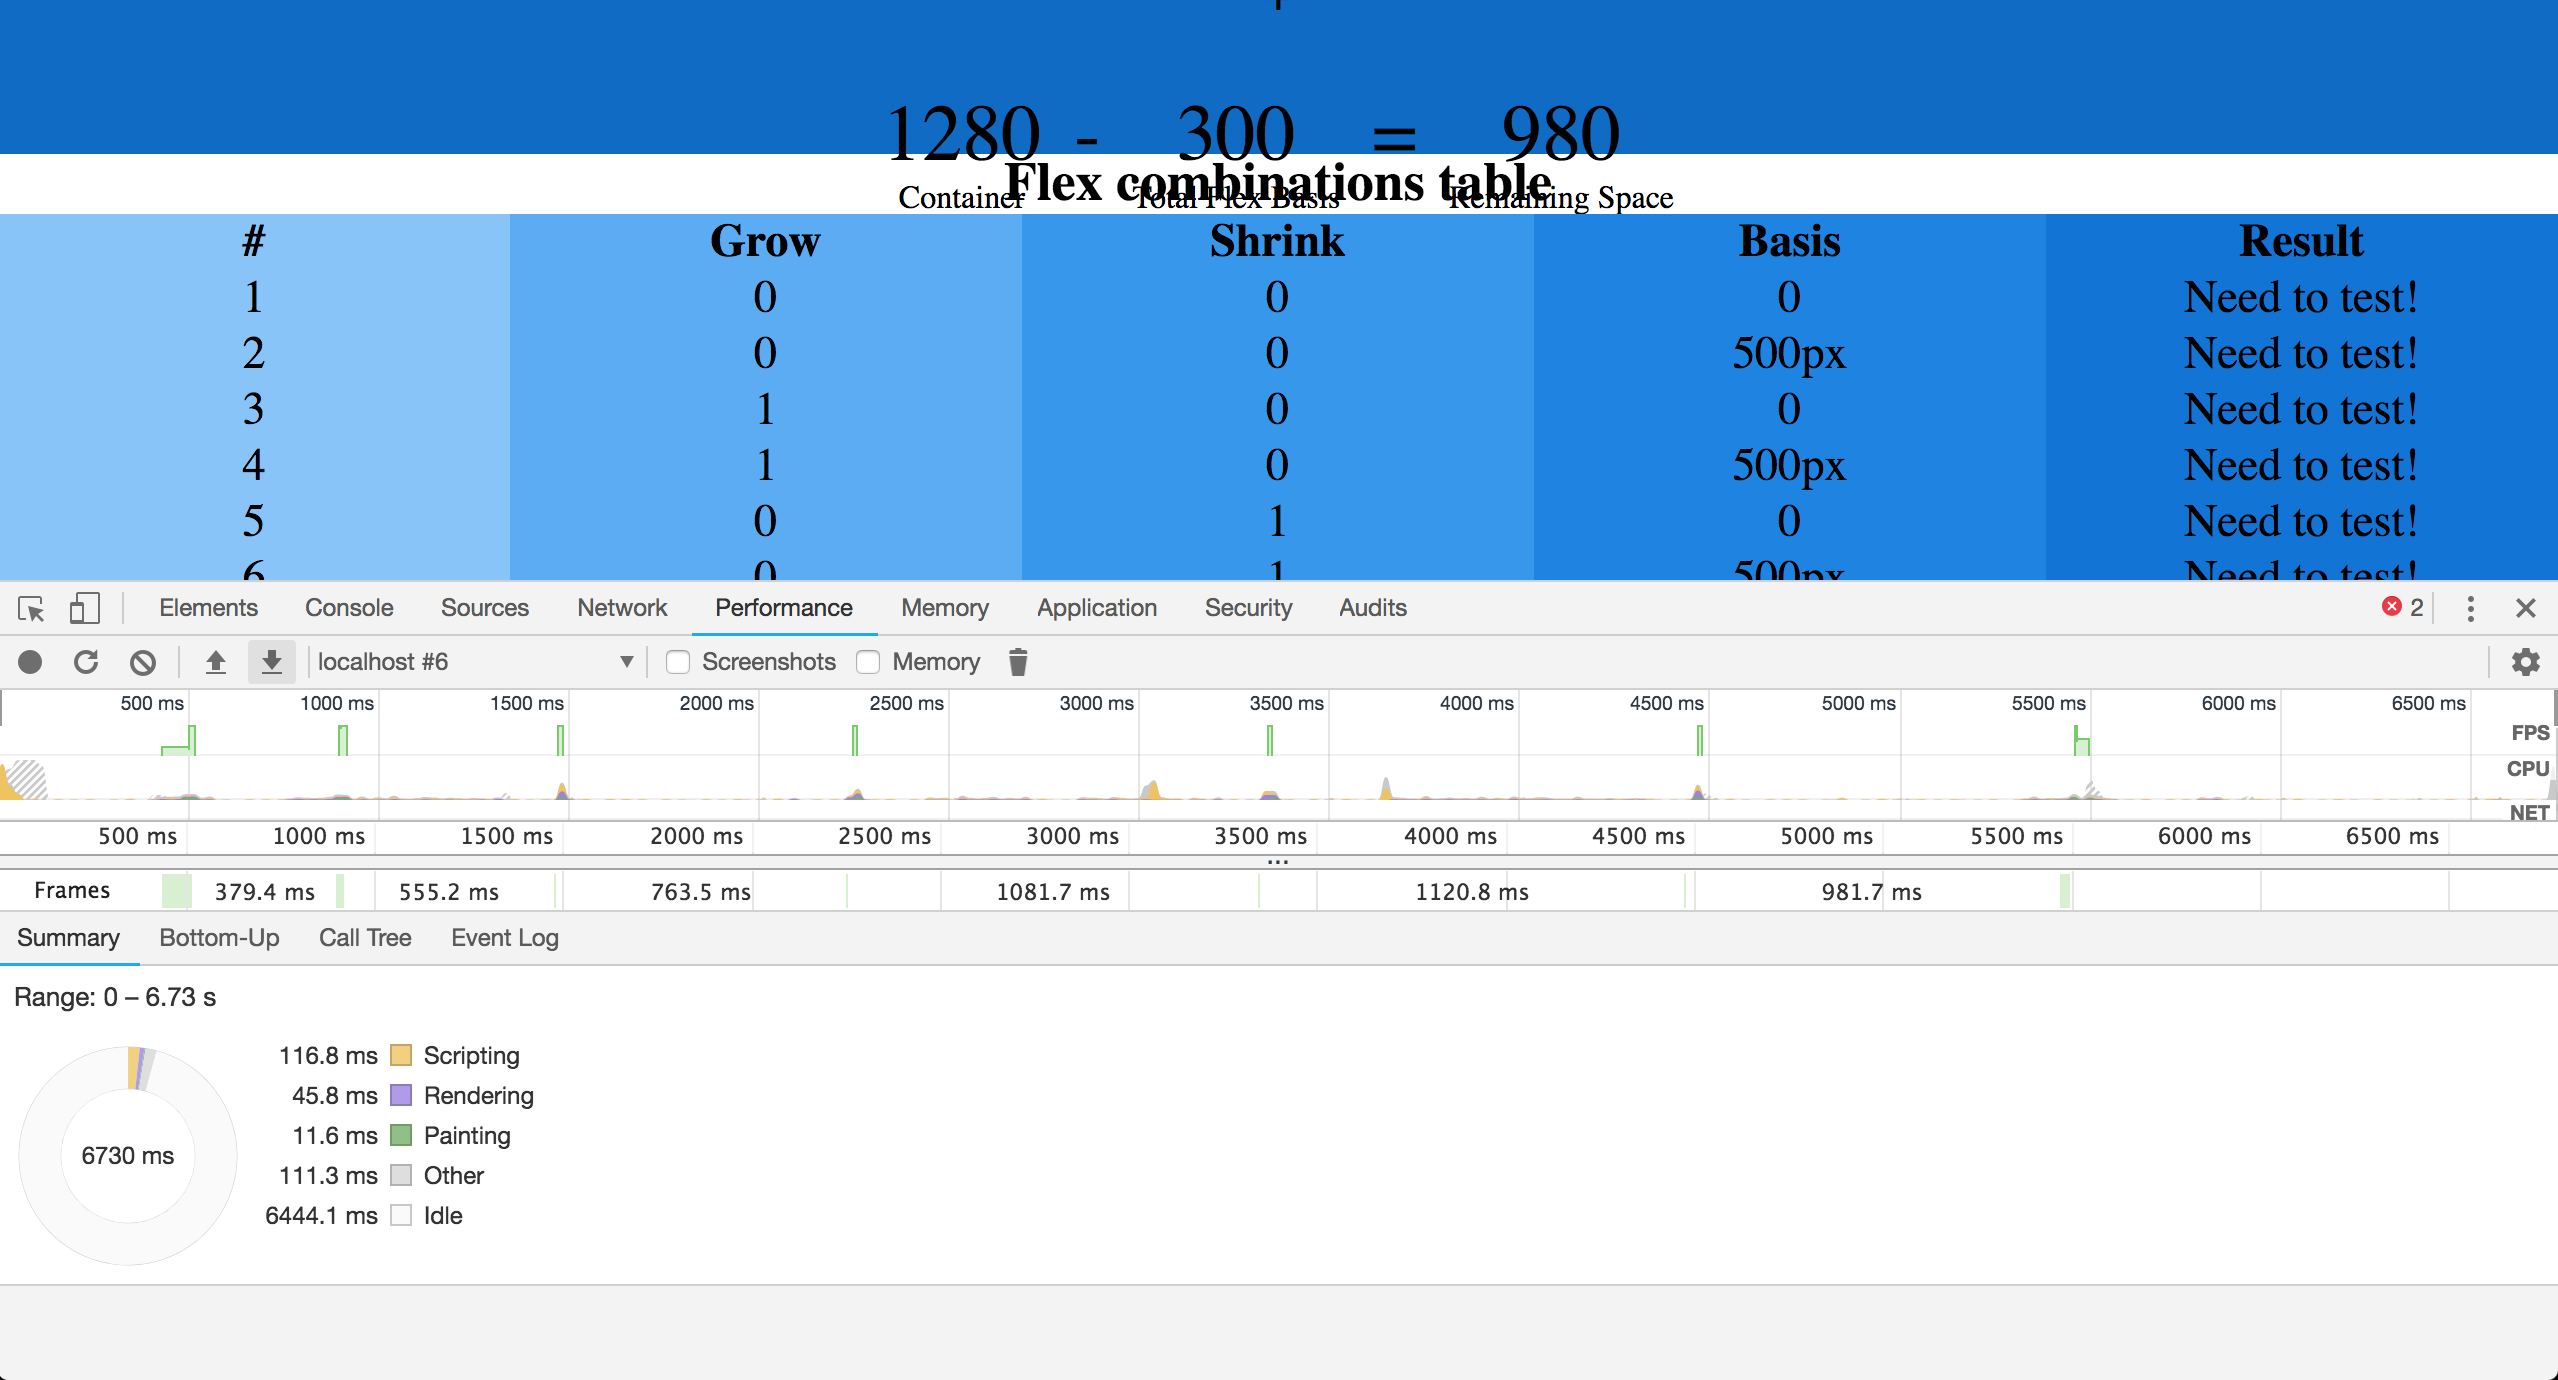 1280 - 300 = 980
Flex combinations table
Container Total Flex Basis Remaining Space
# Grow Shrink Basis Result
1 0 0 0 Need to test!
2 0 0 500px Need to test!
3 1 0 0 Need to test!
4 1 0 500px Need to test!
5 0 1 0 Need to test!
6 0 1 500px Need to test!
Elements Console Sources Network Performance Memory Application Security Audits 2
localhost #6 Screenshots Memory
500 ms 1000 ms 1500 ms 2000 ms 2500 ms 3000 ms 3500 ms 4000 ms 4500 ms 5000 ms 5500 ms 6000 ms 6500 ms
FPS
CPU
NET
500 ms 1000 ms 1500 ms 2000 ms 2500 ms 3000 ms 3500 ms 4000 ms 4500 ms 5000 ms 5500 ms 6000 ms 6500 ms
...
Frames 379.4 ms 555.2 ms 763.5 ms 1081.7 ms 1120.8 ms 981.7 ms
Summary Bottom-Up Call Tree Event Log
Range: 0 – 6.73 s
116.8 ms Scripting
45.8 ms Rendering
11.6 ms Painting
6730 ms
111.3 ms Other
6444.1 ms Idle